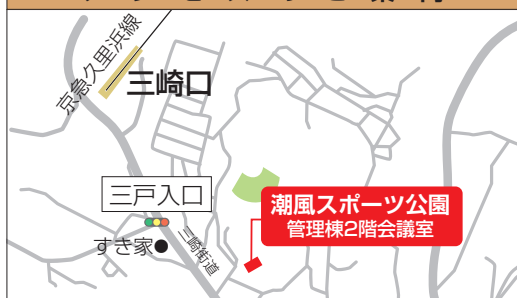 京急久里浜線
三崎口
三戸入口
すき家
三崎街道
潮風スポーツ公園
管理棟2階会議室